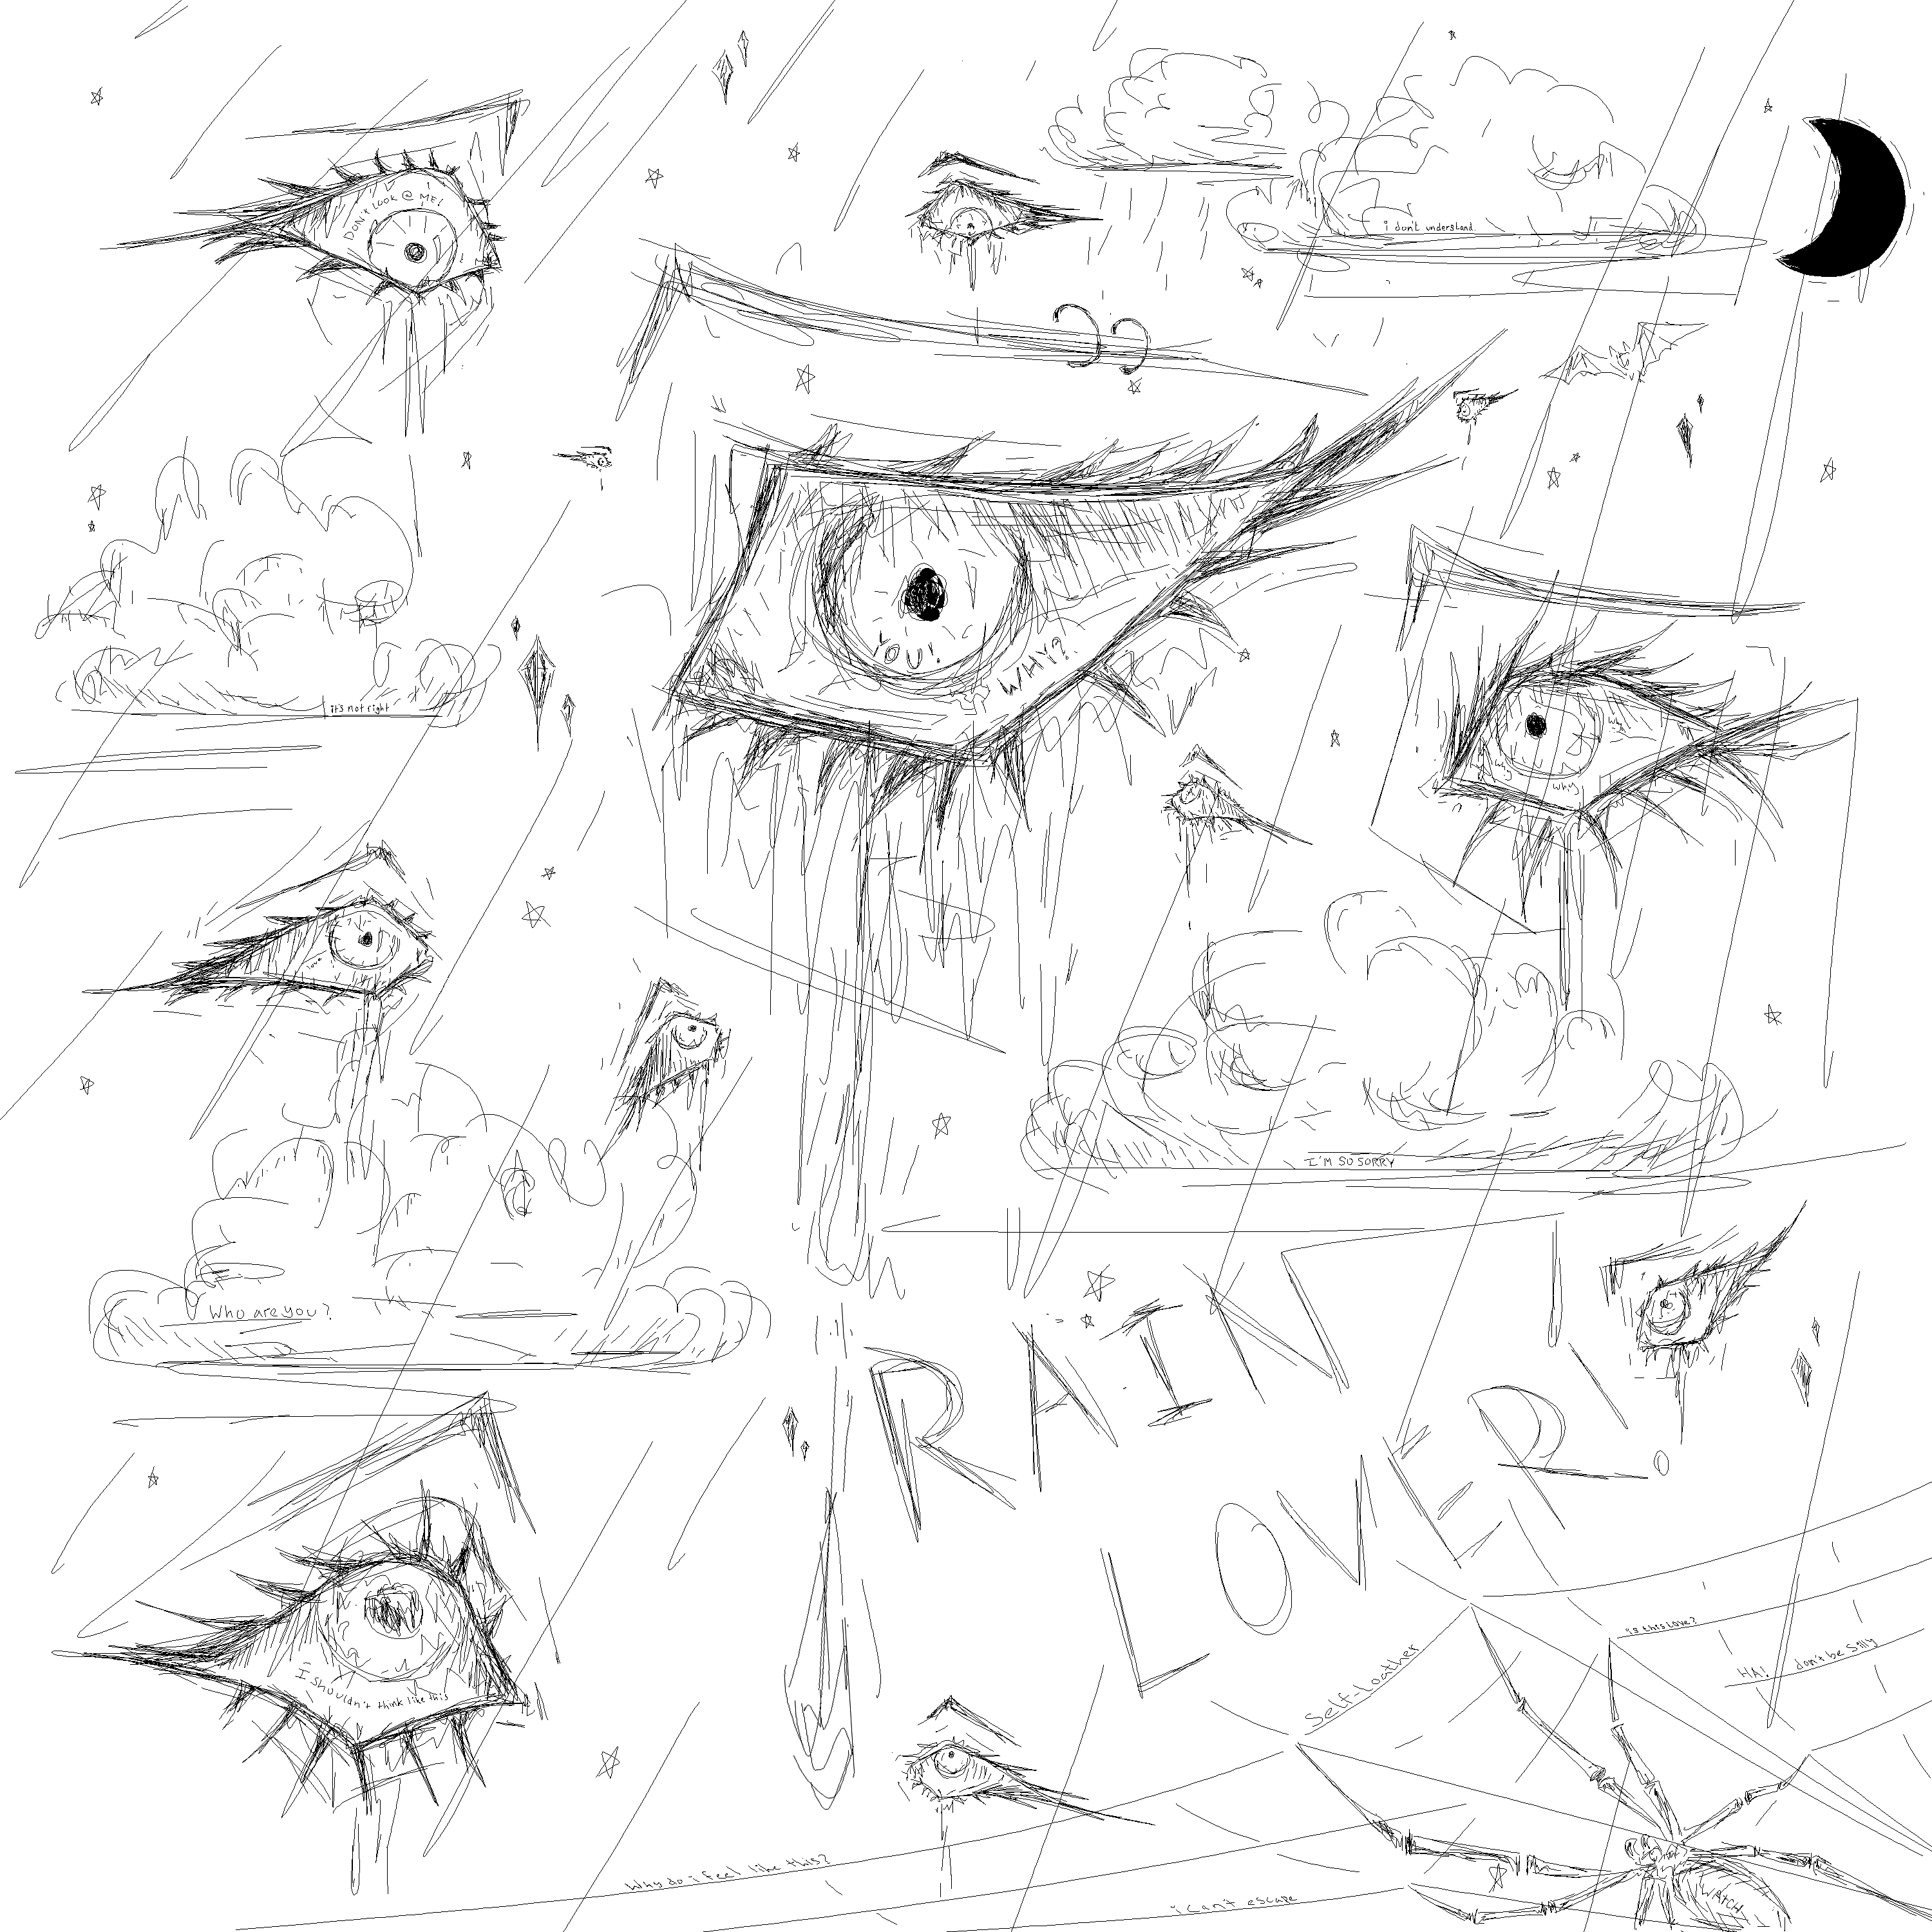 DON'T LOOK @ ME!
i don't understand.
YOU!
WHY?
it's not right
why
why
why
love
I'M SO SORRY
Who are you?
RAIN
LOVER!
I shouldn't think like this
Self-loather
is this love?
HA! don't be silly
Why do i feel like this?
i can't escape
WATCH